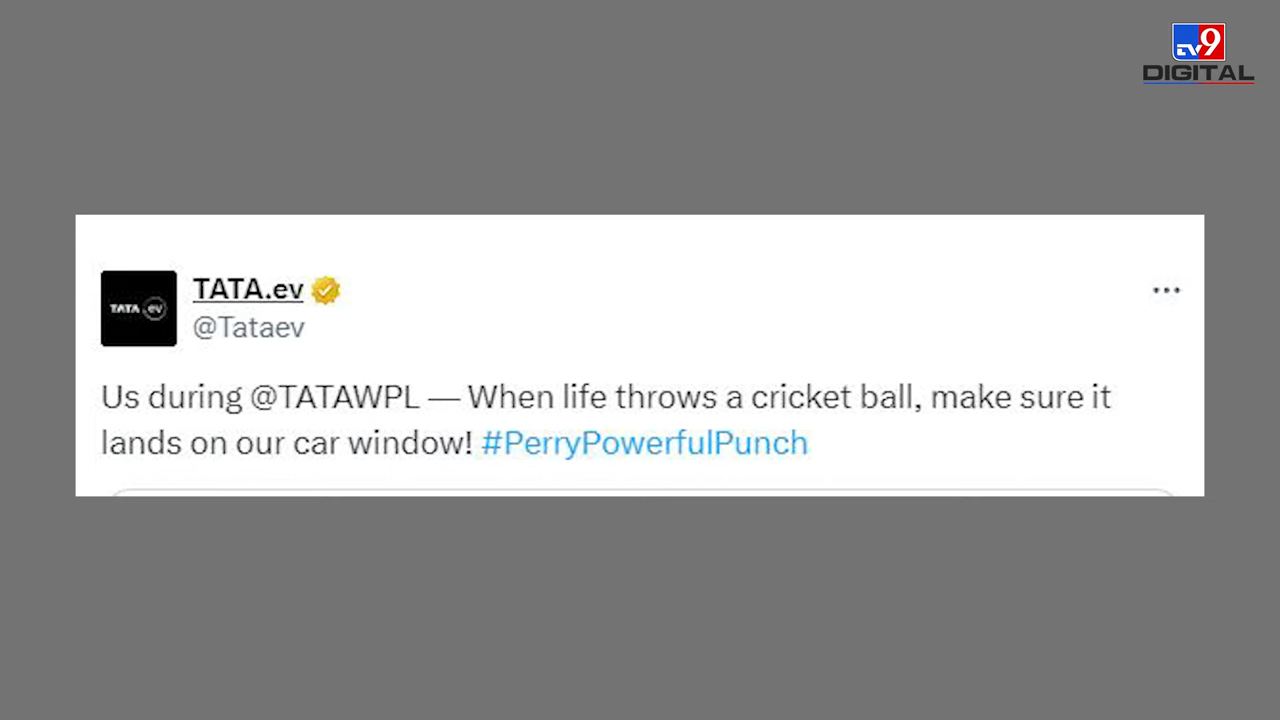 TV9
DIGITAL
TATA.ev
TATA .ev
@Tataev
Us during @TATAWPL — When life throws a cricket ball, make sure it
lands on our car window! #PerryPowerfulPunch